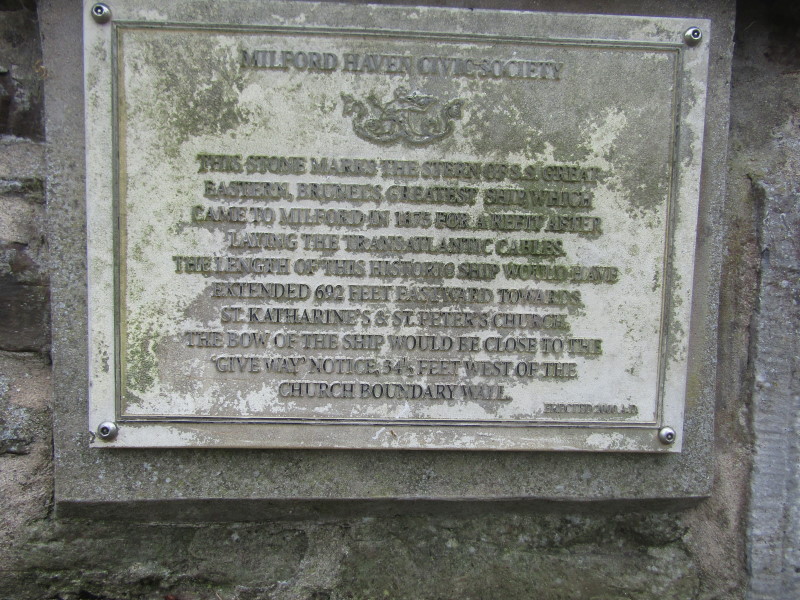 MILFORD HAVEN CIVIC SOCIETY
THIS STONE MARKS THE STERN OF S.S. GREAT
EASTERN, BRUNEL'S GREATEST SHIP, WHICH
CAME TO MILFORD IN 1875 FOR A REFIT AFTER
LAYING THE TRANSATLANTIC CABLES.
THE LENGTH OF THIS HISTORIC SHIP WOULD HAVE
EXTENDED 692 FEET EASTWARD TOWARDS
ST. KATHARINE'S & ST. PETER'S CHURCH.
THE BOW OF THE SHIP WOULD BE CLOSE TO THE
'GIVE WAY' NOTICE, 34½ FEET WEST OF THE
CHURCH BOUNDARY WALL.
ERECTED 2000 A.D.